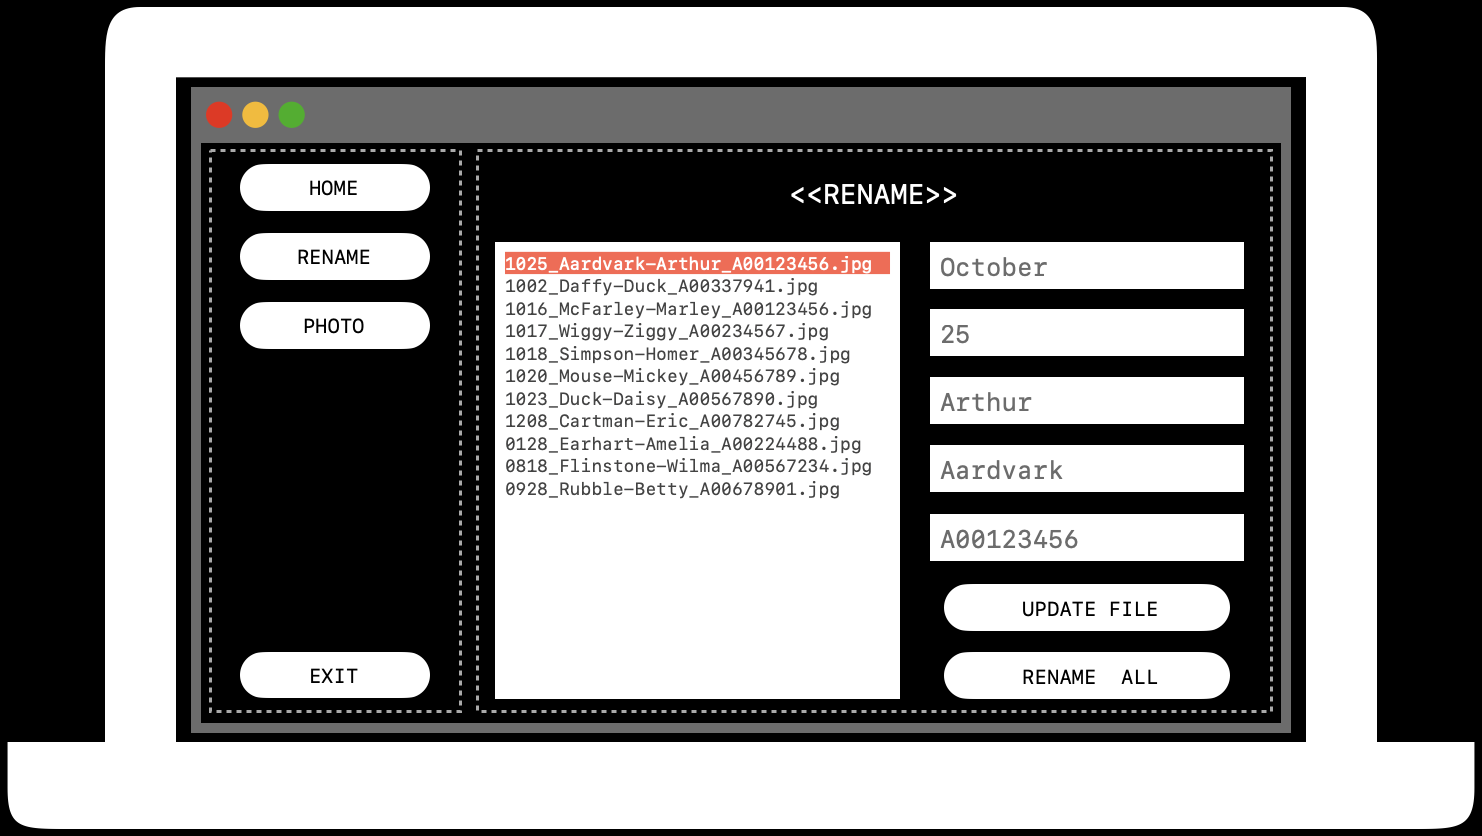 HOME
RENAME
PHOTO
EXIT
<<RENAME>>
1025_Aardvark-Arthur_A00123456.jpg
1002_Daffy-Duck_A00337941.jpg
1016_McFarley-Marley_A00123456.jpg
1017_Wiggy-Ziggy_A00234567.jpg
1018_Simpson-Homer_A00345678.jpg
1020_Mouse-Mickey_A00456789.jpg
1023_Duck-Daisy_A00567890.jpg
1208_Cartman-Eric_A00782745.jpg
0128_Earhart-Amelia_A00224488.jpg
0818_Flinstone-Wilma_A00567234.jpg
0928_Rubble-Betty_A00678901.jpg
October
25
Arthur
Aardvark
A00123456
UPDATE FILE
RENAME  ALL